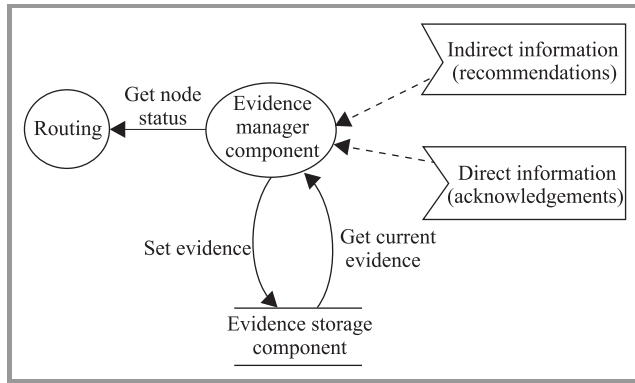 Indirect information
(recommendations)
Get node
status
Evidence
manager
component
Routing
Direct information
(acknowledgements)
Set evidence
Get current
evidence
Evidence storage
component